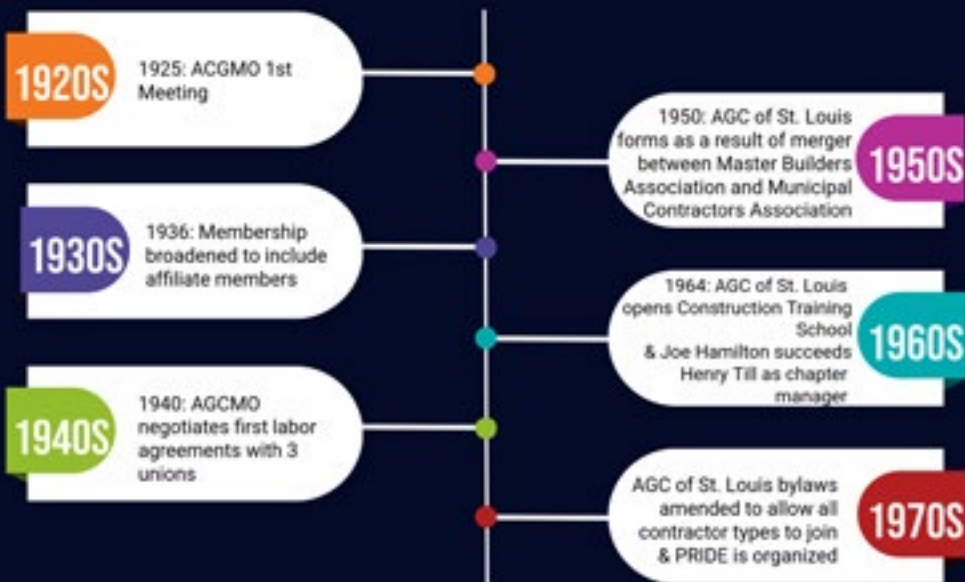 1920S
1925: ACGMO 1st
Meeting
1930S
1936: Membership
broadened to include
affiliate members
1940S
1940: AGCMO
negotiates first labor
agreements with 3
unions
1950: AGC of St. Louis
forms as a result of merger
between Master Builders
Association and Municipal
Contractors Association
1950S
1964: AGC of St. Louis
opens Construction Training
School
& Joe Hamilton succeeds
Henry Till as chapter
manager
1960S
AGC of St. Louis bylaws
amended to allow all
contractor types to join
& PRIDE is organized
1970S